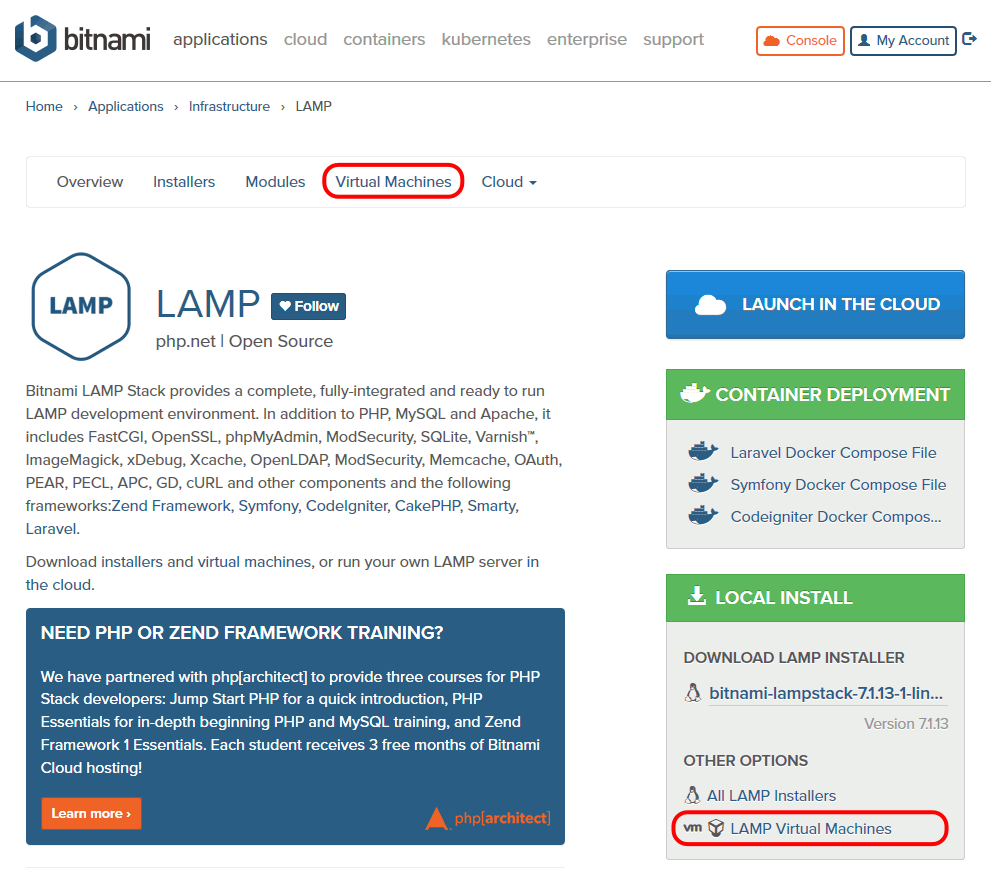 bitnami applications cloud containers kubernetes enterprise support Console My Account
Home › Applications › Infrastructure › LAMP
Overview Installers Modules Virtual Machines Cloud
LAMP
LAMP Follow
php.net | Open Source
Bitnami LAMP Stack provides a complete, fully-integrated and ready to run
LAMP development environment. In addition to PHP, MySQL and Apache, it
includes FastCGI, OpenSSL, phpMyAdmin, ModSecurity, SQLite, Varnish™,
ImageMagick, xDebug, Xcache, OpenLDAP, ModSecurity, Memcache, OAuth,
PEAR, PECL, APC, GD, cURL and other components and the following
frameworks:Zend Framework, Symfony, CodeIgniter, CakePHP, Smarty,
Laravel.
Download installers and virtual machines, or run your own LAMP server in
the cloud.
NEED PHP OR ZEND FRAMEWORK TRAINING?
We have partnered with php[architect] to provide three courses for PHP
Stack developers: Jump Start PHP for a quick introduction, PHP
Essentials for in-depth beginning PHP and MySQL training, and Zend
Framework 1 Essentials. Each student receives 3 free months of Bitnami
Cloud hosting!
Learn more ›
php[architect]
LAUNCH IN THE CLOUD
CONTAINER DEPLOYMENT
Laravel Docker Compose File
Symfony Docker Compose File
Codeigniter Docker Compos...
LOCAL INSTALL
DOWNLOAD LAMP INSTALLER
bitnami-lampstack-7.1.13-1-lin...
Version 7.1.13
OTHER OPTIONS
All LAMP Installers
vm LAMP Virtual Machines